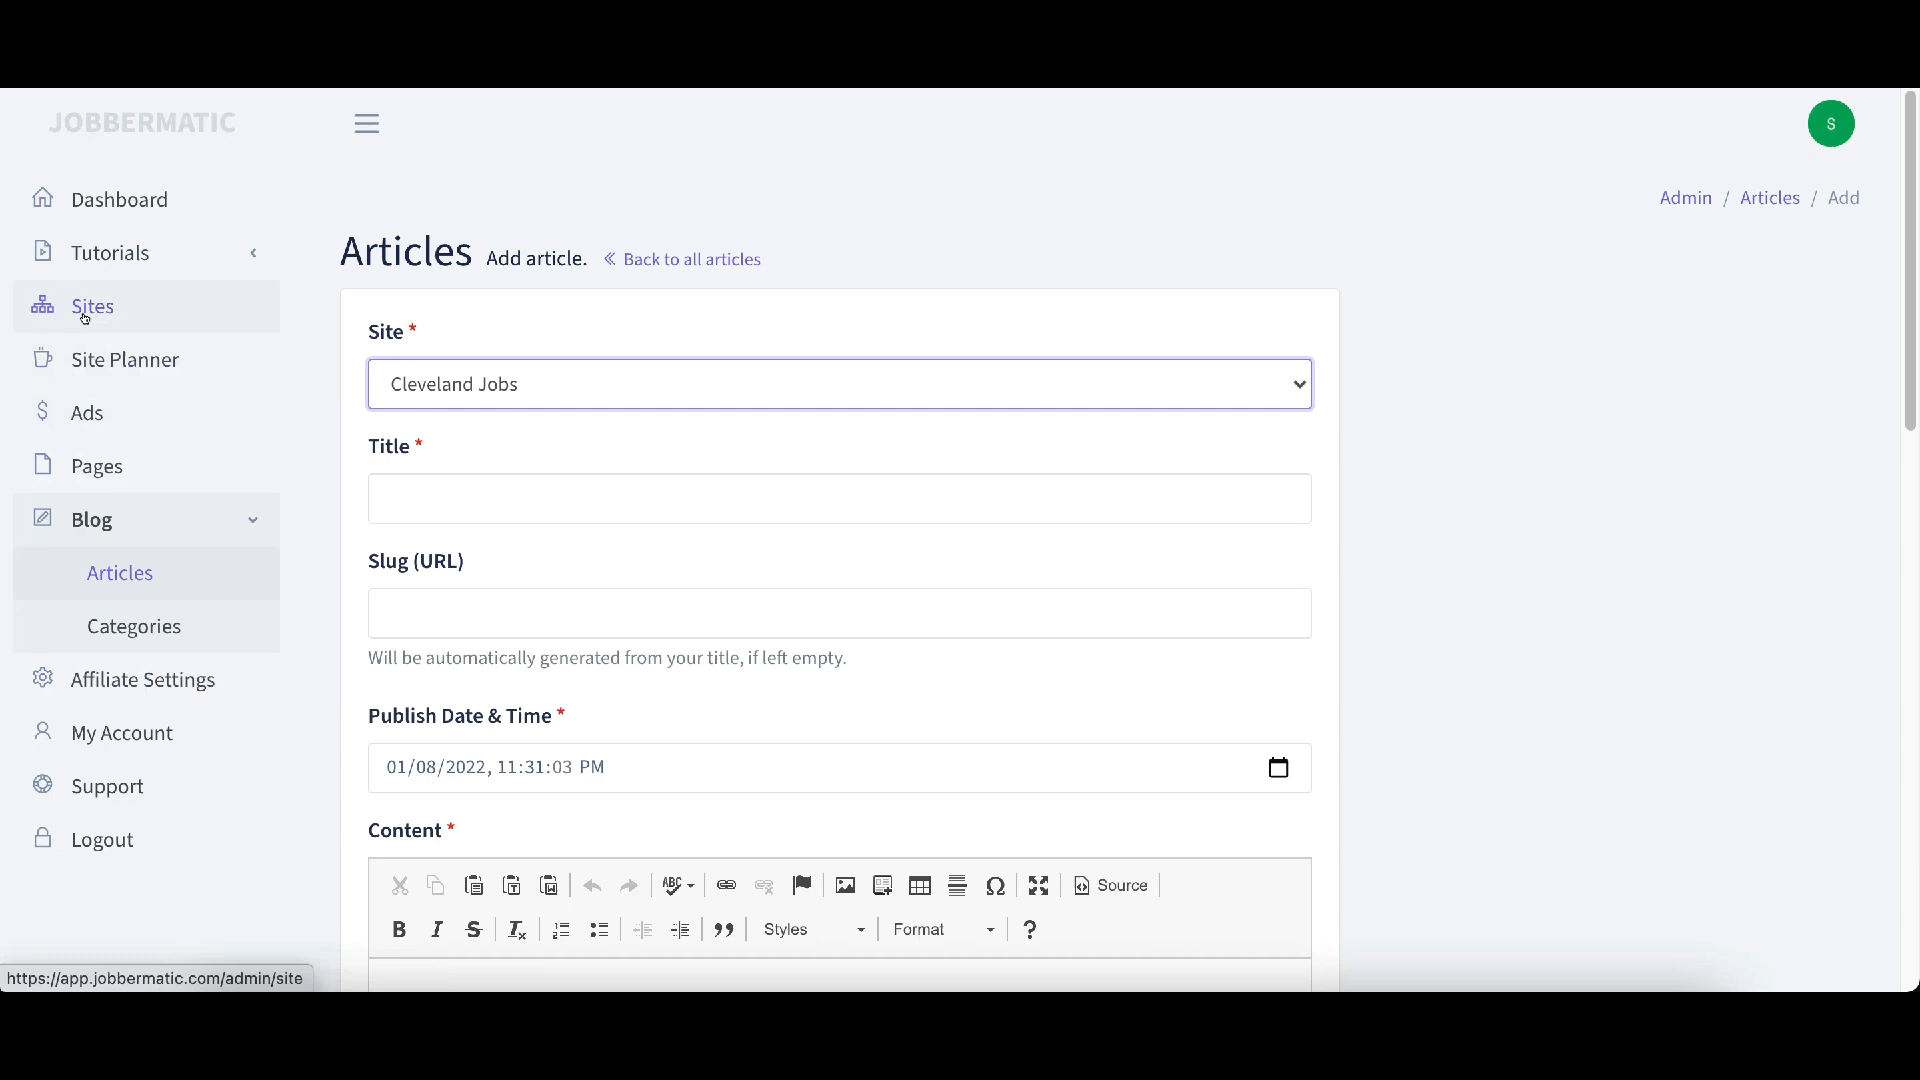 JOBBERMATIC
S
Dashboard
Tutorials
Sites
Site Planner
Ads
Pages
Blog
Articles
Categories
Affiliate Settings
My Account
Support
Logout
https://app.jobbermatic.com/admin/site
Admin / Articles / Add
Articles Add article. « Back to all articles
Site *
Cleveland Jobs
Title *
Slug (URL)
Will be automatically generated from your title, if left empty.
Publish Date & Time *
01/08/2022, 11:31:03 PM
Content *
ABC Ω Source
B I S Tx Styles Format ?